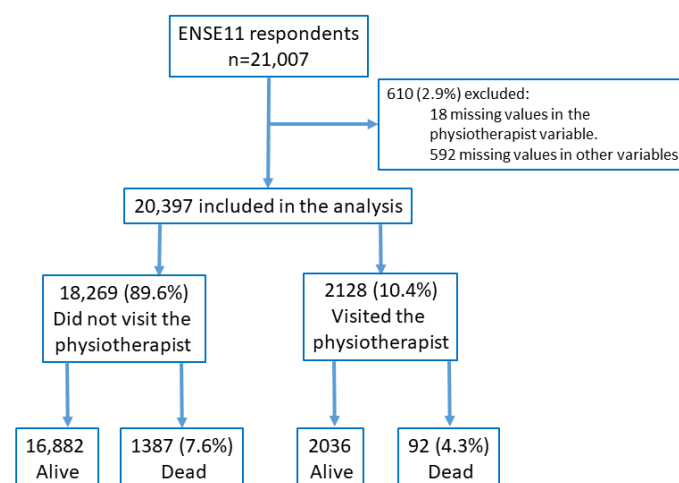 ENSE11 respondents
n=21,007
610 (2.9%) excluded:
18 missing values in the
physiotherapist variable.
592 missing values in other variables
20,397 included in the analysis
18,269 (89.6%)
Did not visit the
physiotherapist
2128 (10.4%)
Visited the
physiotherapist
16,882
Alive
1387 (7.6%)
Dead
2036
Alive
92 (4.3%)
Dead